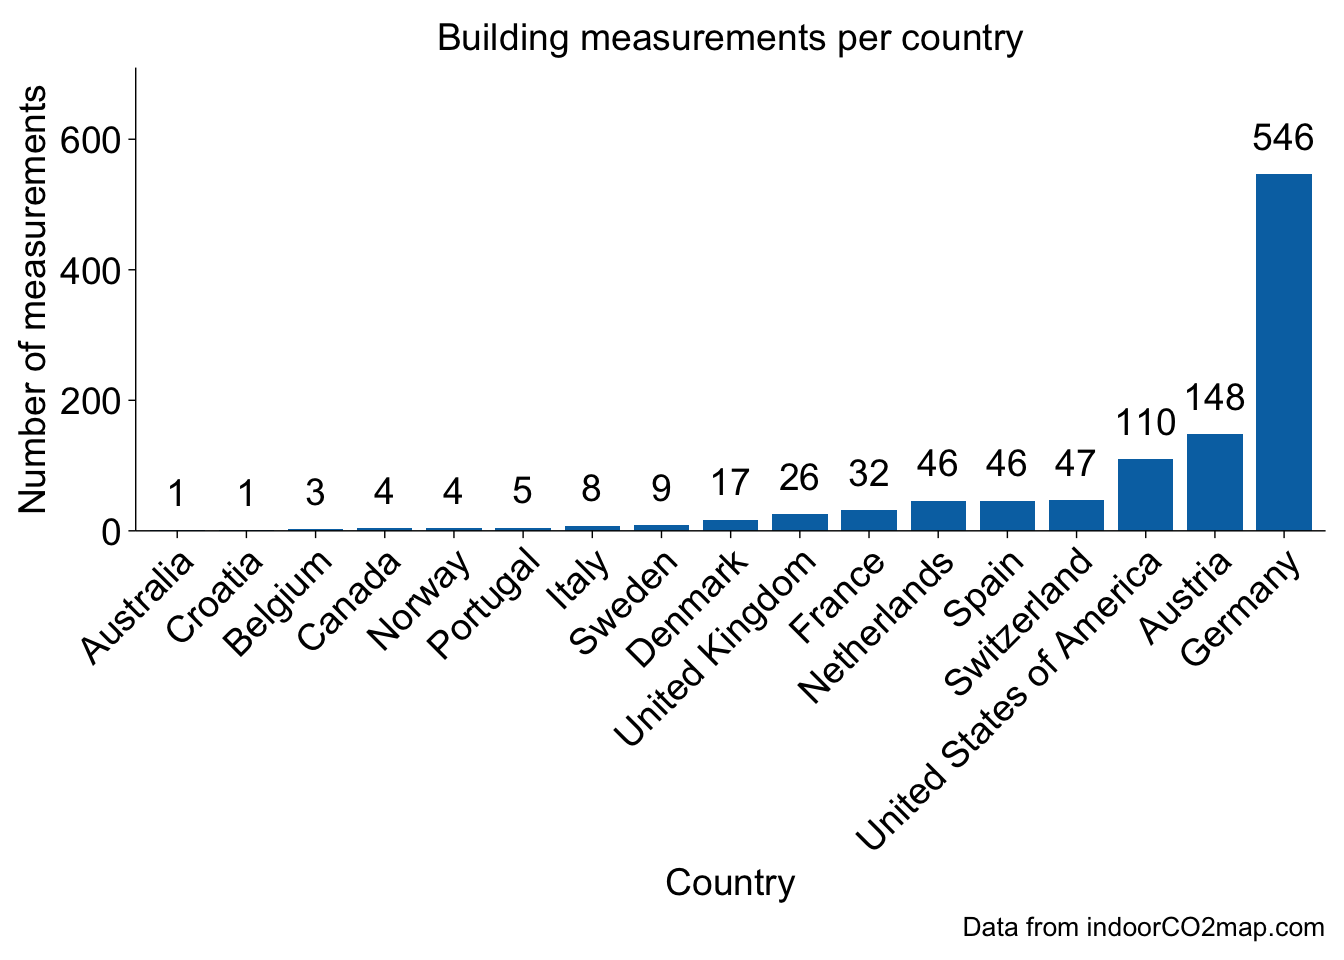 Building measurements per country
Number of measurements
600
400
200
0
1
1
3
4
4
5
8
9
17
26
32
46
46
47
110
148
546
Australia
Croatia
Belgium
Canada
Norway
Portugal
Italy
Sweden
Denmark
United Kingdom
France
Netherlands
Spain
Switzerland
United States of America
Austria
Germany
Country
Data from indoorCO2map.com